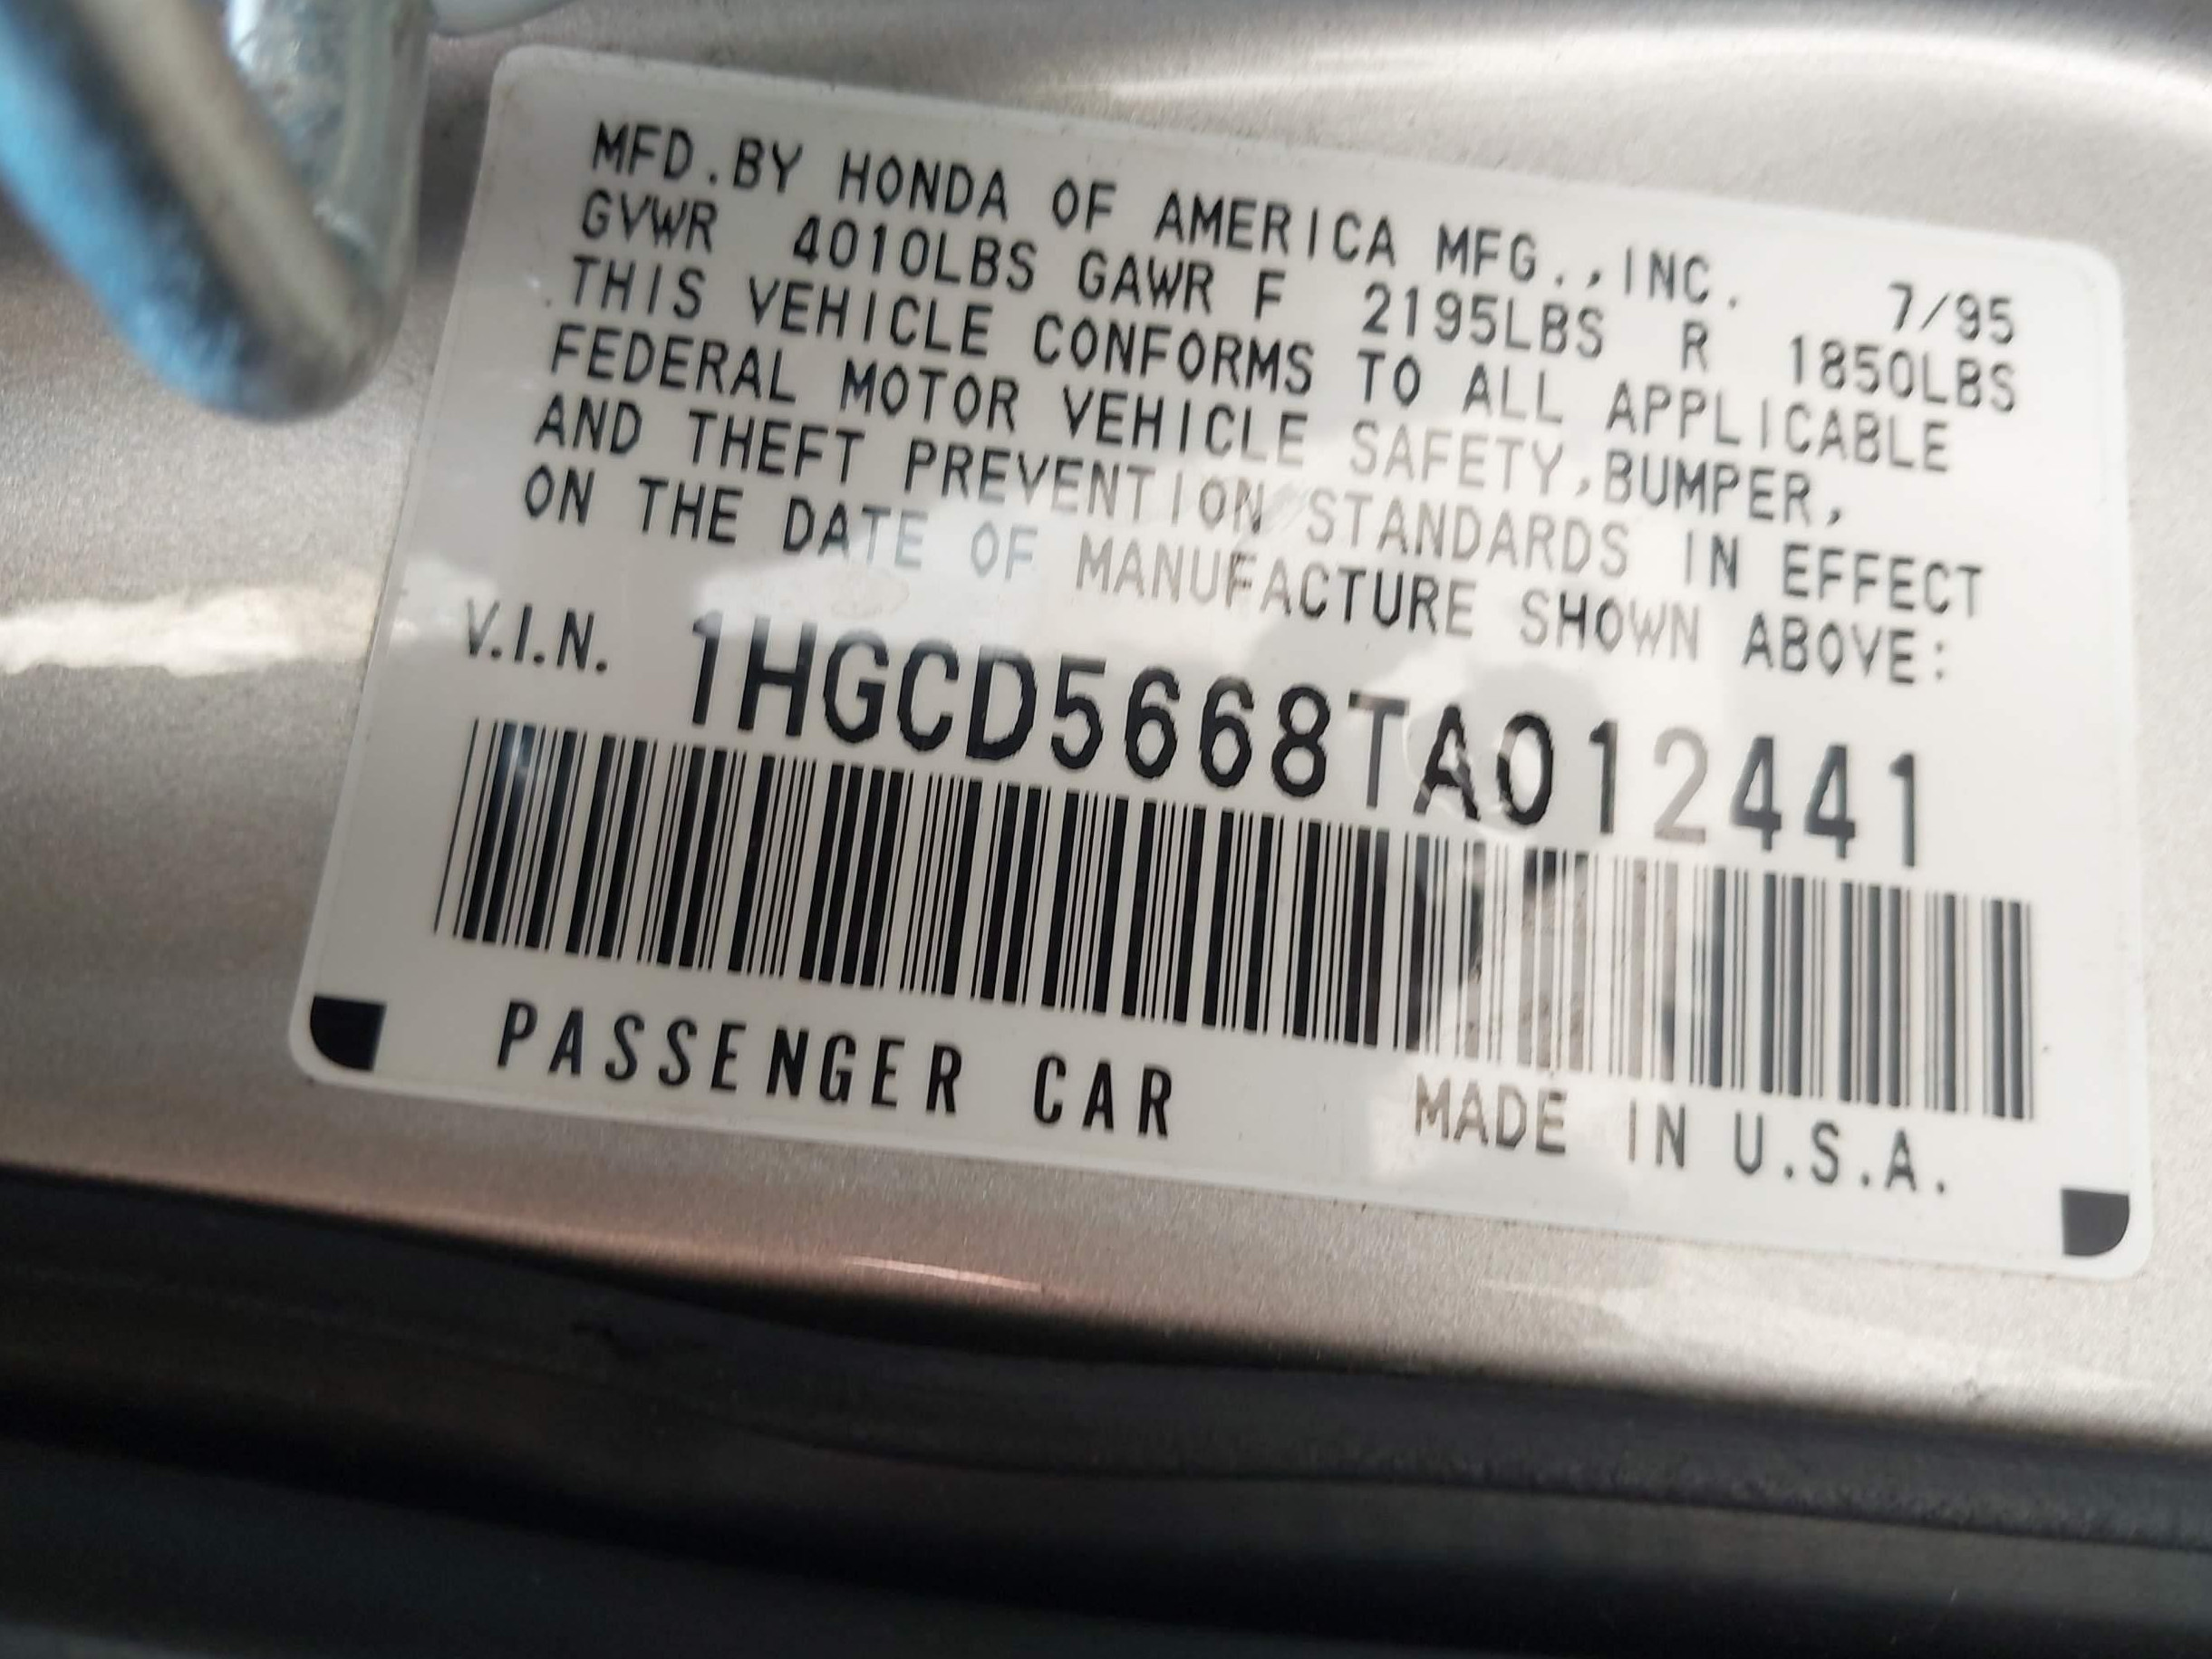 MFD.BY HONDA OF AMERICA MFG.,INC. 7/95
GVWR 4010LBS GAWR F 2195LBS R 1850LBS
THIS VEHICLE CONFORMS TO ALL APPLICABLE
FEDERAL MOTOR VEHICLE SAFETY,BUMPER,
AND THEFT PREVENTION STANDARDS IN EFFECT
ON THE DATE OF MANUFACTURE SHOWN ABOVE:
V.I.N. 1HGCD5668TA012441
PASSENGER CAR MADE IN U.S.A.